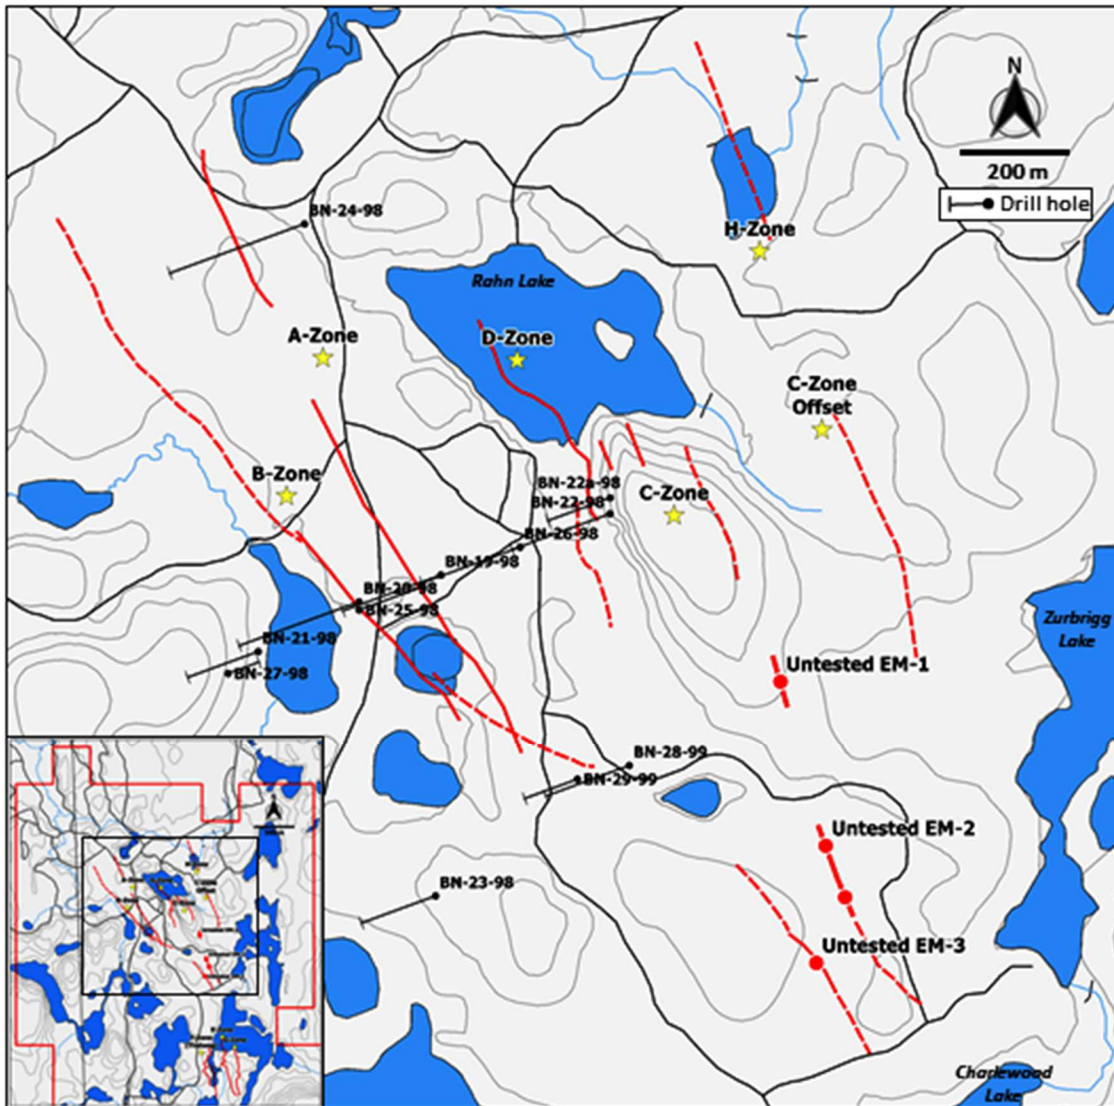 N
200 m
Drill hole
BN-24-98
H-Zone
Rahn Lake
A-Zone
D-Zone
C-Zone
Offset
B-Zone
BN-22a-98
C-Zone
BN-22-98
BN-26-98
BN-19-98
BN-20-98
BN-25-98
Zurbrigg
Lake
BN-21-98
Untested EM-1
BN-27-98
BN-28-99
BN-29-99
Untested EM-2
BN-23-98
Untested EM-3
Charlewood
Lake